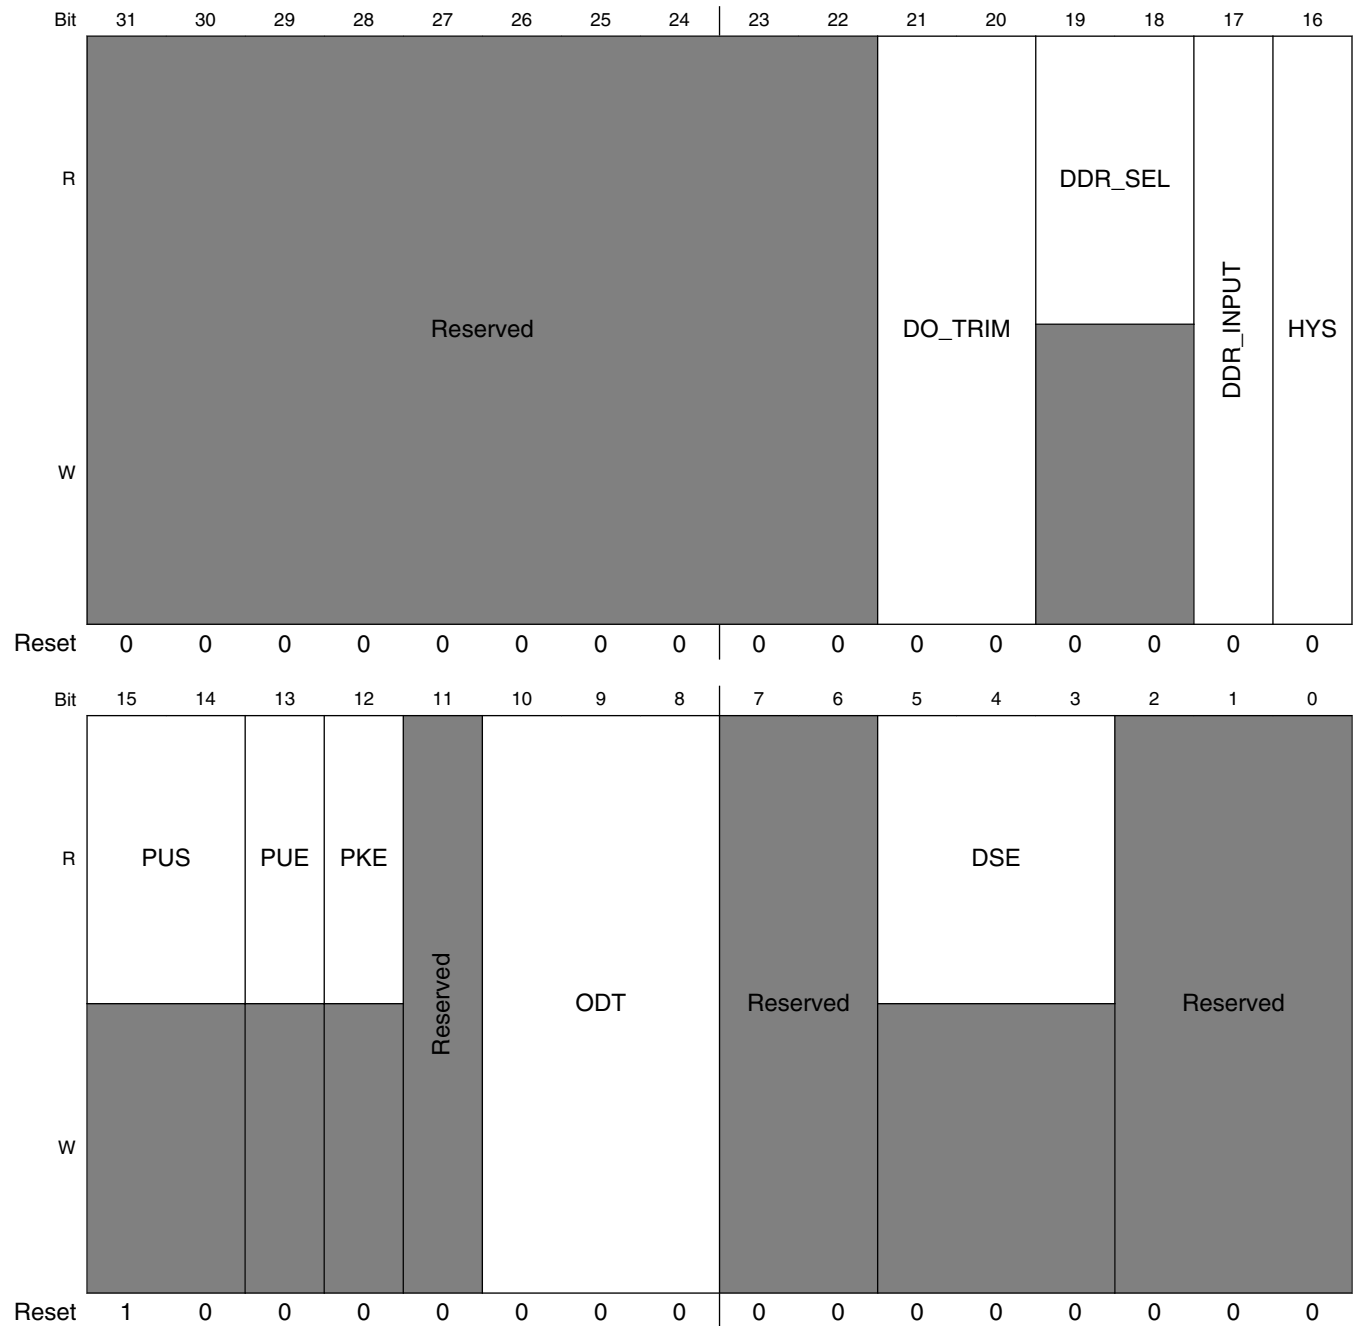 Bit 31 30 29 28 27 26 25 24 23 22 21 20 19 18 17 16
R DDR_SEL
Reserved DO_TRIM DDR_INPUT HYS
W
Reset 0 0 0 0 0 0 0 0 0 0 0 0 0 0 0 0
Bit 15 14 13 12 11 10 9 8 7 6 5 4 3 2 1 0
R PUS PUE PKE DSE
Reserved ODT Reserved Reserved
W
Reset 1 0 0 0 0 0 0 0 0 0 0 0 0 0 0 0